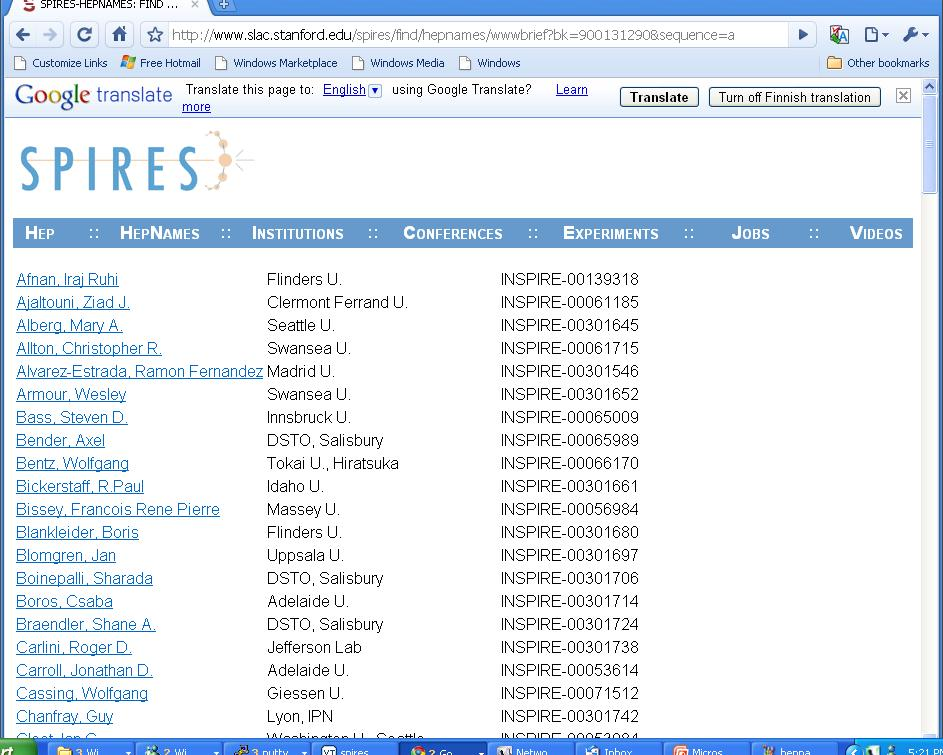 SPIRES-HEPNAMES: FIND ...
http://www.slac.stanford.edu/spires/find/hepnames/wwwbrief?bk=900131290&sequence=a
Customize Links Free Hotmail Windows Marketplace Windows Media Windows Other bookmarks
Google translate Translate this page to: English using Google Translate? Learn more Translate Turn off Finnish translation
SPIRES
HEP :: HEPNAMES :: INSTITUTIONS :: CONFERENCES :: EXPERIMENTS :: JOBS :: VIDEOS
Afnan, Iraj Ruhi Flinders U. INSPIRE-00139318
Ajaltouni, Ziad J. Clermont Ferrand U. INSPIRE-00061185
Alberg, Mary A. Seattle U. INSPIRE-00301645
Allton, Christopher R. Swansea U. INSPIRE-00061715
Alvarez-Estrada, Ramon Fernandez Madrid U. INSPIRE-00301546
Armour, Wesley Swansea U. INSPIRE-00301652
Bass, Steven D. Innsbruck U. INSPIRE-00065009
Bender, Axel DSTO, Salisbury INSPIRE-00065989
Bentz, Wolfgang Tokai U., Hiratsuka INSPIRE-00066170
Bickerstaff, R.Paul Idaho U. INSPIRE-00301661
Bissey, Francois Rene Pierre Massey U. INSPIRE-00056984
Blankleider, Boris Flinders U. INSPIRE-00301680
Blomgren, Jan Uppsala U. INSPIRE-00301697
Boinepalli, Sharada DSTO, Salisbury INSPIRE-00301706
Boros, Csaba Adelaide U. INSPIRE-00301714
Braendler, Shane A. DSTO, Salisbury INSPIRE-00301724
Carlini, Roger D. Jefferson Lab INSPIRE-00301738
Carroll, Jonathan D. Adelaide U. INSPIRE-00053614
Cassing, Wolfgang Giessen U. INSPIRE-00071512
Chanfray, Guy Lyon, IPN INSPIRE-00301742
3 Wi... 2 Wi... 3 putty spires 2 Go... Netwo... Inbox Micros... heppa... 5:21 P